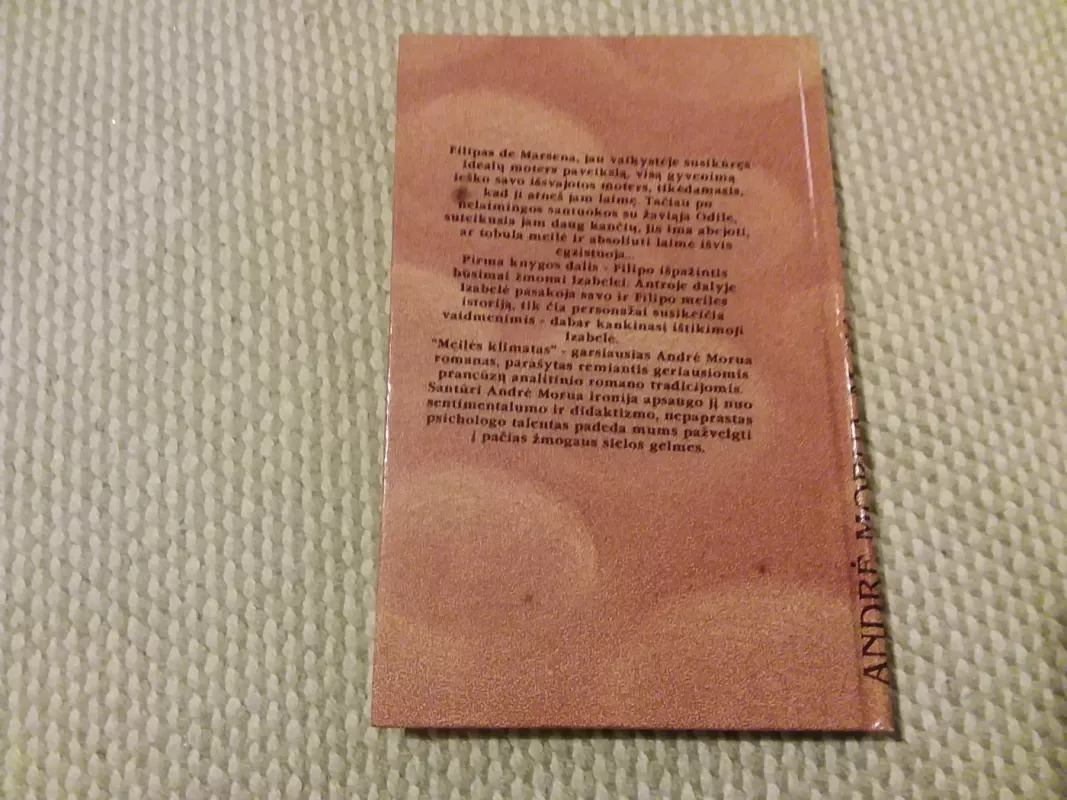 Filipas de Marsena, jau vaikystėje susikūręs
idealų moters paveikslą, visą gyvenimą
ieško savo išsvajotos moters, tikėdamasis,
kad ji atneš jam laimę. Tačiau po
nelaimingos santuokos su žaviąja Odile,
suteikusia jam daug kančių, jis ima abejoti,
ar tobula meilė ir absoliuti laimė išvis
egzistuoja...
Pirma knygos dalis - Filipo išpažintis
būsimai žmonai Izabelei. Antroje dalyje
Izabelė pasakoja savo ir Filipo meilės
istoriją, tik čia personažai susikeičia
vaidmenimis - dabar kankinasi ištikimoji
Izabelė.
"Meilės klimatas" - garsiausias André Morua
romanas, parašytas remiantis geriausiomis
prancūzų analitinio romano tradicijomis.
Santūri André Morua ironija apsaugo jį nuo
sentimentalumo ir didaktizmo, nepaprastas
psichologo talentas padeda mums pažvelgti
į pačias žmogaus sielos gelmes.
ANDRĖ